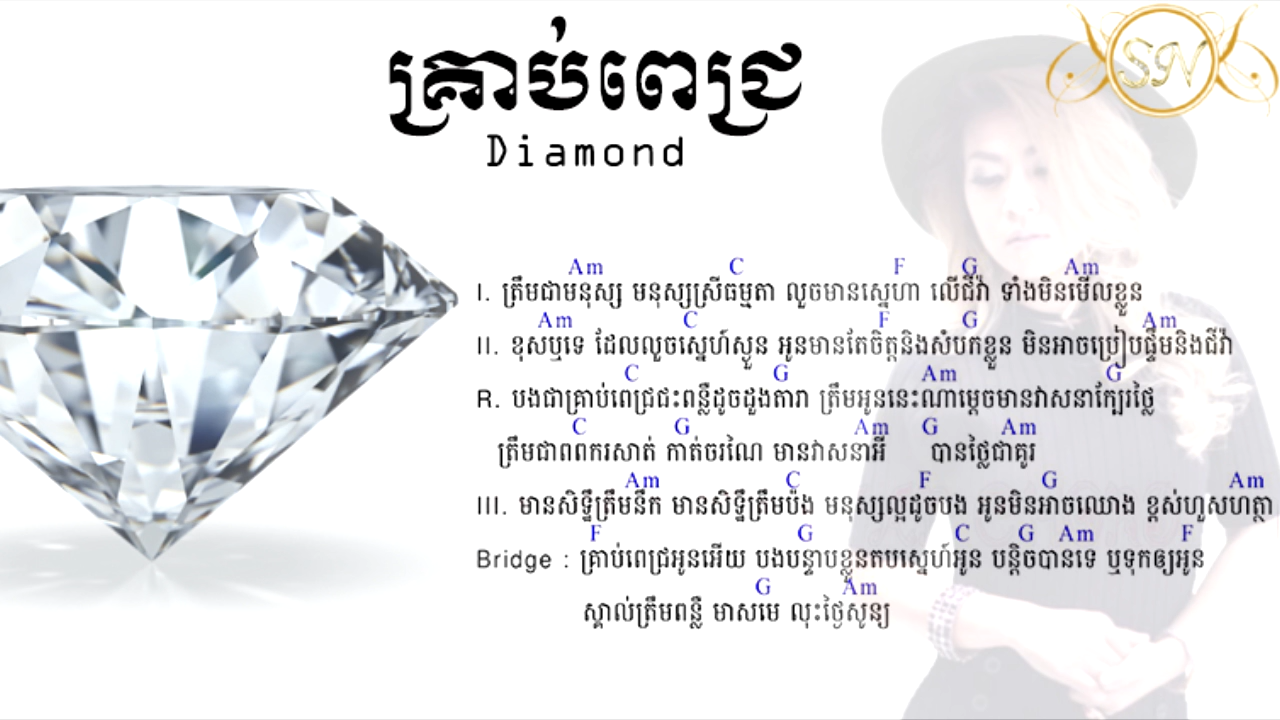 SN
គ្រាប់ពេជ្រ
Diamond
Am C F G Am
I. ត្រឹមជាមនុស្ស មនុស្សស្រីធម្មតា លួចមានស្នេហា លើជីវ៉ា ទាំងមិនមើលខ្លួន
Am C F G Am
II. ខុសឬទេ ដែលលួចស្នេហ៍ស្ងួន អូនមានតែចិត្តនិងសំបកខ្លួន មិនអាចប្រៀបផ្ទឹមនិងជីវ៉ា
C G Am G
R. បងជាគ្រាប់ពេជ្រជះពន្លឺដូចដួងតារា ត្រឹមអូននេះណាម្ដេចមានវាសនាក្បែរថ្លៃ
C G Am G Am
ត្រឹមជាពពករសាត់ កាត់ចរណៃ មានវាសនាអី បានថ្លៃជាគូរ
Am C F G Am
III. មានសិទ្ឋឹត្រឹមនឹក មានសិទ្ឋឹត្រឹមប៉ង មនុស្សល្អដូចបង អូនមិនអាចឈោង ខ្ពស់ហួសហត្ថា
F G C G Am F
Bridge : គ្រាប់ពេជ្រអូនអើយ បងបន្ទាបខ្លួនតបស្នេហ៍អូន បន្តិចបានទេ ឬទុកឲ្យអូន
G Am
ស្គាល់ត្រឹមពន្លឺ មាសមេ លុះថ្ងៃសូន្យ